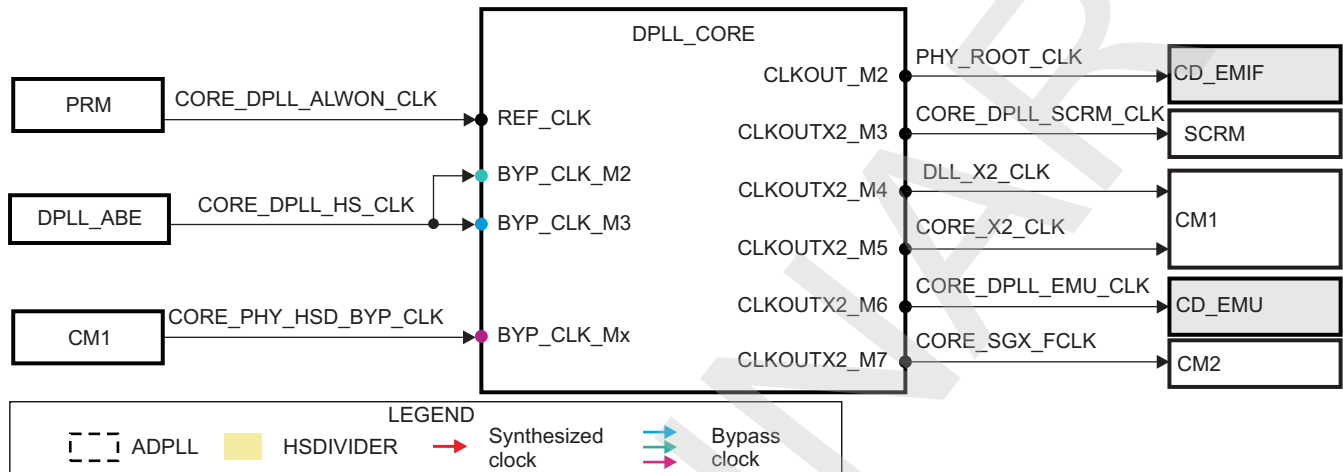 DPLL_CORE
PRM
CORE_DPLL_ALWON_CLK
REF_CLK
DPLL_ABE
CORE_DPLL_HS_CLK
BYP_CLK_M2
BYP_CLK_M3
CM1
CORE_PHY_HSD_BYP_CLK
BYP_CLK_Mx
CLKOUT_M2
PHY_ROOT_CLK
CD_EMIF
CLKOUTX2_M3
CORE_DPLL_SCRM_CLK
SCRM
CLKOUTX2_M4
DLL_X2_CLK
CLKOUTX2_M5
CORE_X2_CLK
CM1
CLKOUTX2_M6
CORE_DPLL_EMU_CLK
CD_EMU
CLKOUTX2_M7
CORE_SGX_FCLK
CM2
LEGEND
ADPLL
HSDIVIDER
Synthesized
clock
Bypass
clock